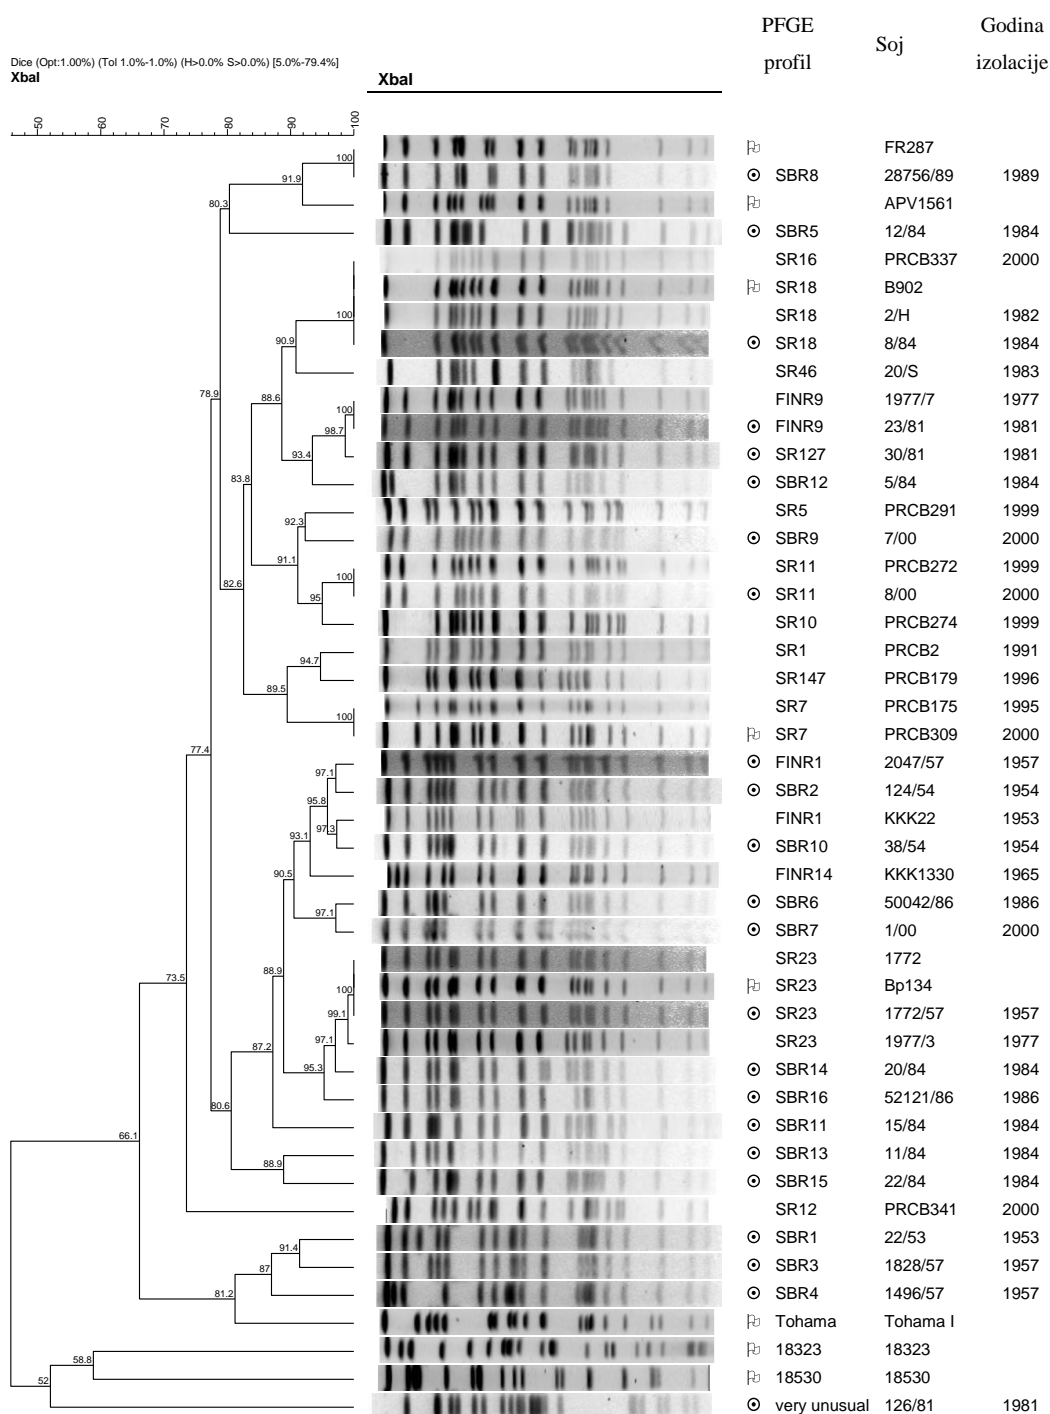 PFGE profil
Soj
Godina izolacije
Dice (Opt:1.00%) (Tol 1.0%-1.0%) (H>0.0% S>0.0%) [5.0%-79.4%]
XbaI
XbaI
50 60 70 80 90 100
FR287
SBR8 28756/89 1989
APV1561
SBR5 12/84 1984
SR16 PRCB337 2000
SR18 B902
SR18 2/H 1982
SR18 8/84 1984
SR46 20/S 1983
FINR9 1977/7 1977
FINR9 23/81 1981
SR127 30/81 1981
SBR12 5/84 1984
SR5 PRCB291 1999
SBR9 7/00 2000
SR11 PRCB272 1999
SR11 8/00 2000
SR10 PRCB274 1999
SR1 PRCB2 1991
SR147 PRCB179 1996
SR7 PRCB175 1995
SR7 PRCB309 2000
FINR1 2047/57 1957
SBR2 124/54 1954
FINR1 KKK22 1953
SBR10 38/54 1954
FINR14 KKK1330 1965
SBR6 50042/86 1986
SBR7 1/00 2000
SR23 1772
SR23 Bp134
SR23 1772/57 1957
SR23 1977/3 1977
SBR14 20/84 1984
SBR16 52121/86 1986
SBR11 15/84 1984
SBR13 11/84 1984
SBR15 22/84 1984
SR12 PRCB341 2000
SBR1 22/53 1953
SBR3 1828/57 1957
SBR4 1496/57 1957
Tohama Tohama I
18323 18323
18530 18530
very unusual 126/81 1981
100
91.9
80.3
100
90.9
78.9
88.6
100
98.7
93.4
83.8
92.3
91.1
82.6
100
95
94.7
89.5
100
77.4
97.1
95.8
97.3
93.1
90.5
97.1
88.9
73.5
100
99.1
97.1
87.2
95.3
80.6
66.1
88.9
91.4
87
81.2
58.8
52